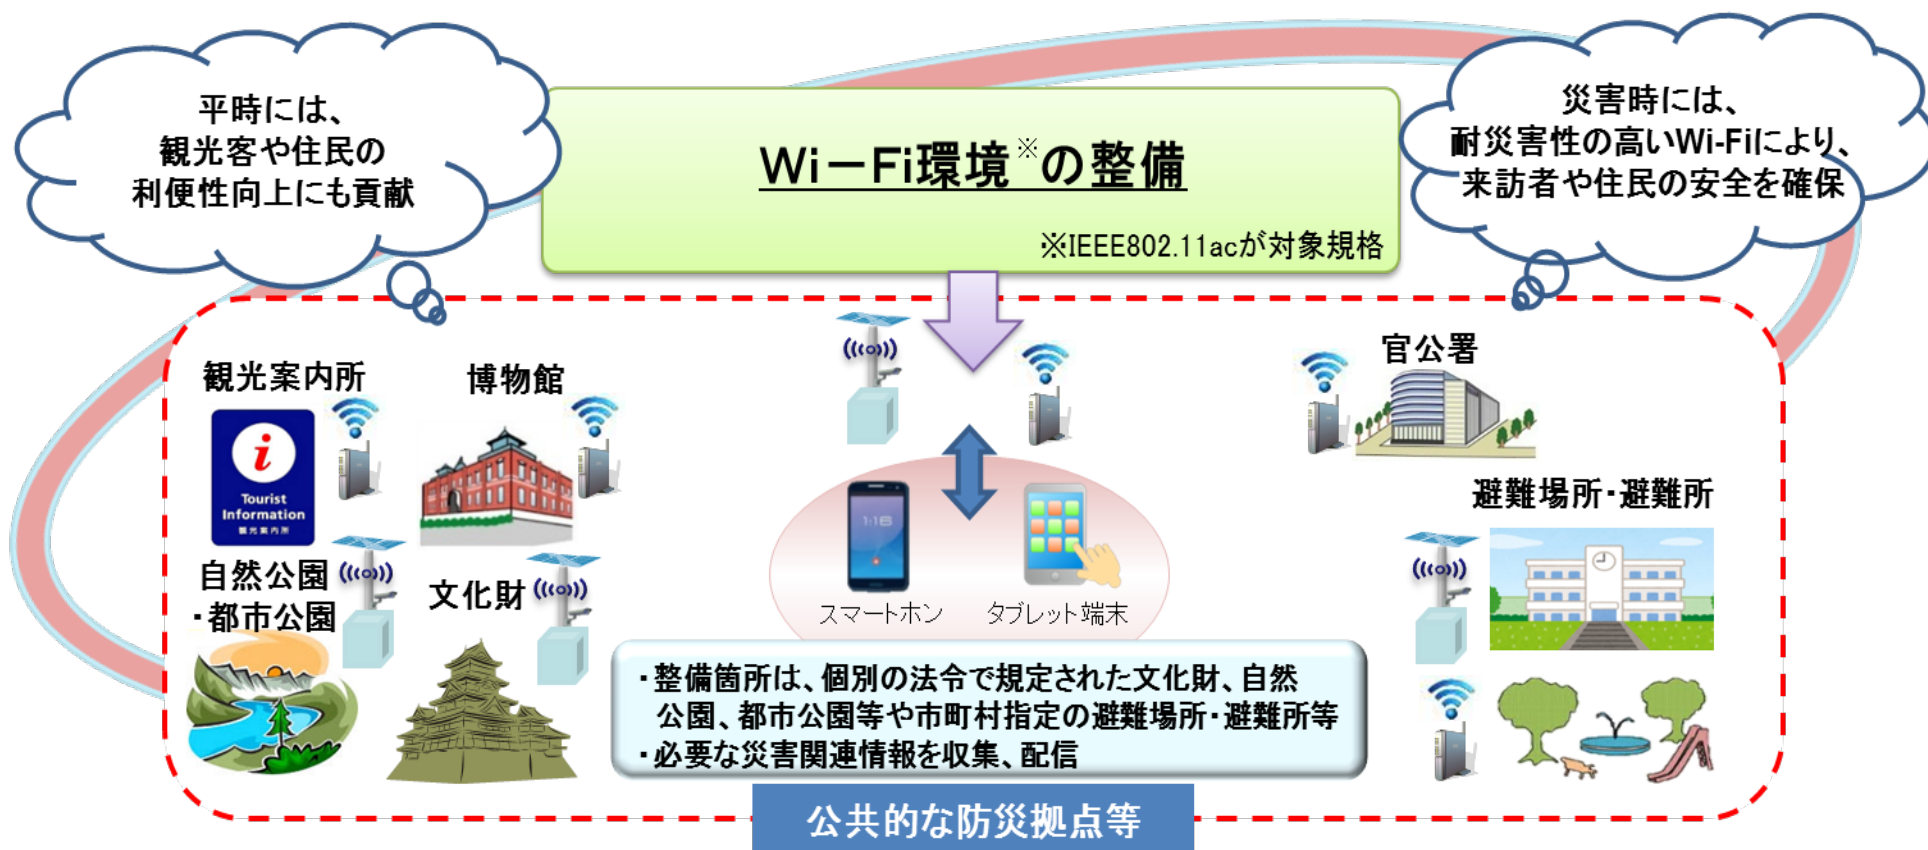 平時には、
観光客や住民の
利便性向上にも貢献
Wi－Fi環境※の整備
※IEEE802.11acが対象規格
災害時には、
耐災害性の高いWi-Fiにより、
来訪者や住民の安全を確保
観光案内所
博物館
官公署
i
Tourist
Information
観光案内所
1:16
避難場所・避難所
自然公園
・都市公園
文化財
スマートホン
タブレット端末
・整備箇所は、個別の法令で規定された文化財、自然
公園、都市公園等や市町村指定の避難場所・避難所等
・必要な災害関連情報を収集、配信
公共的な防災拠点等